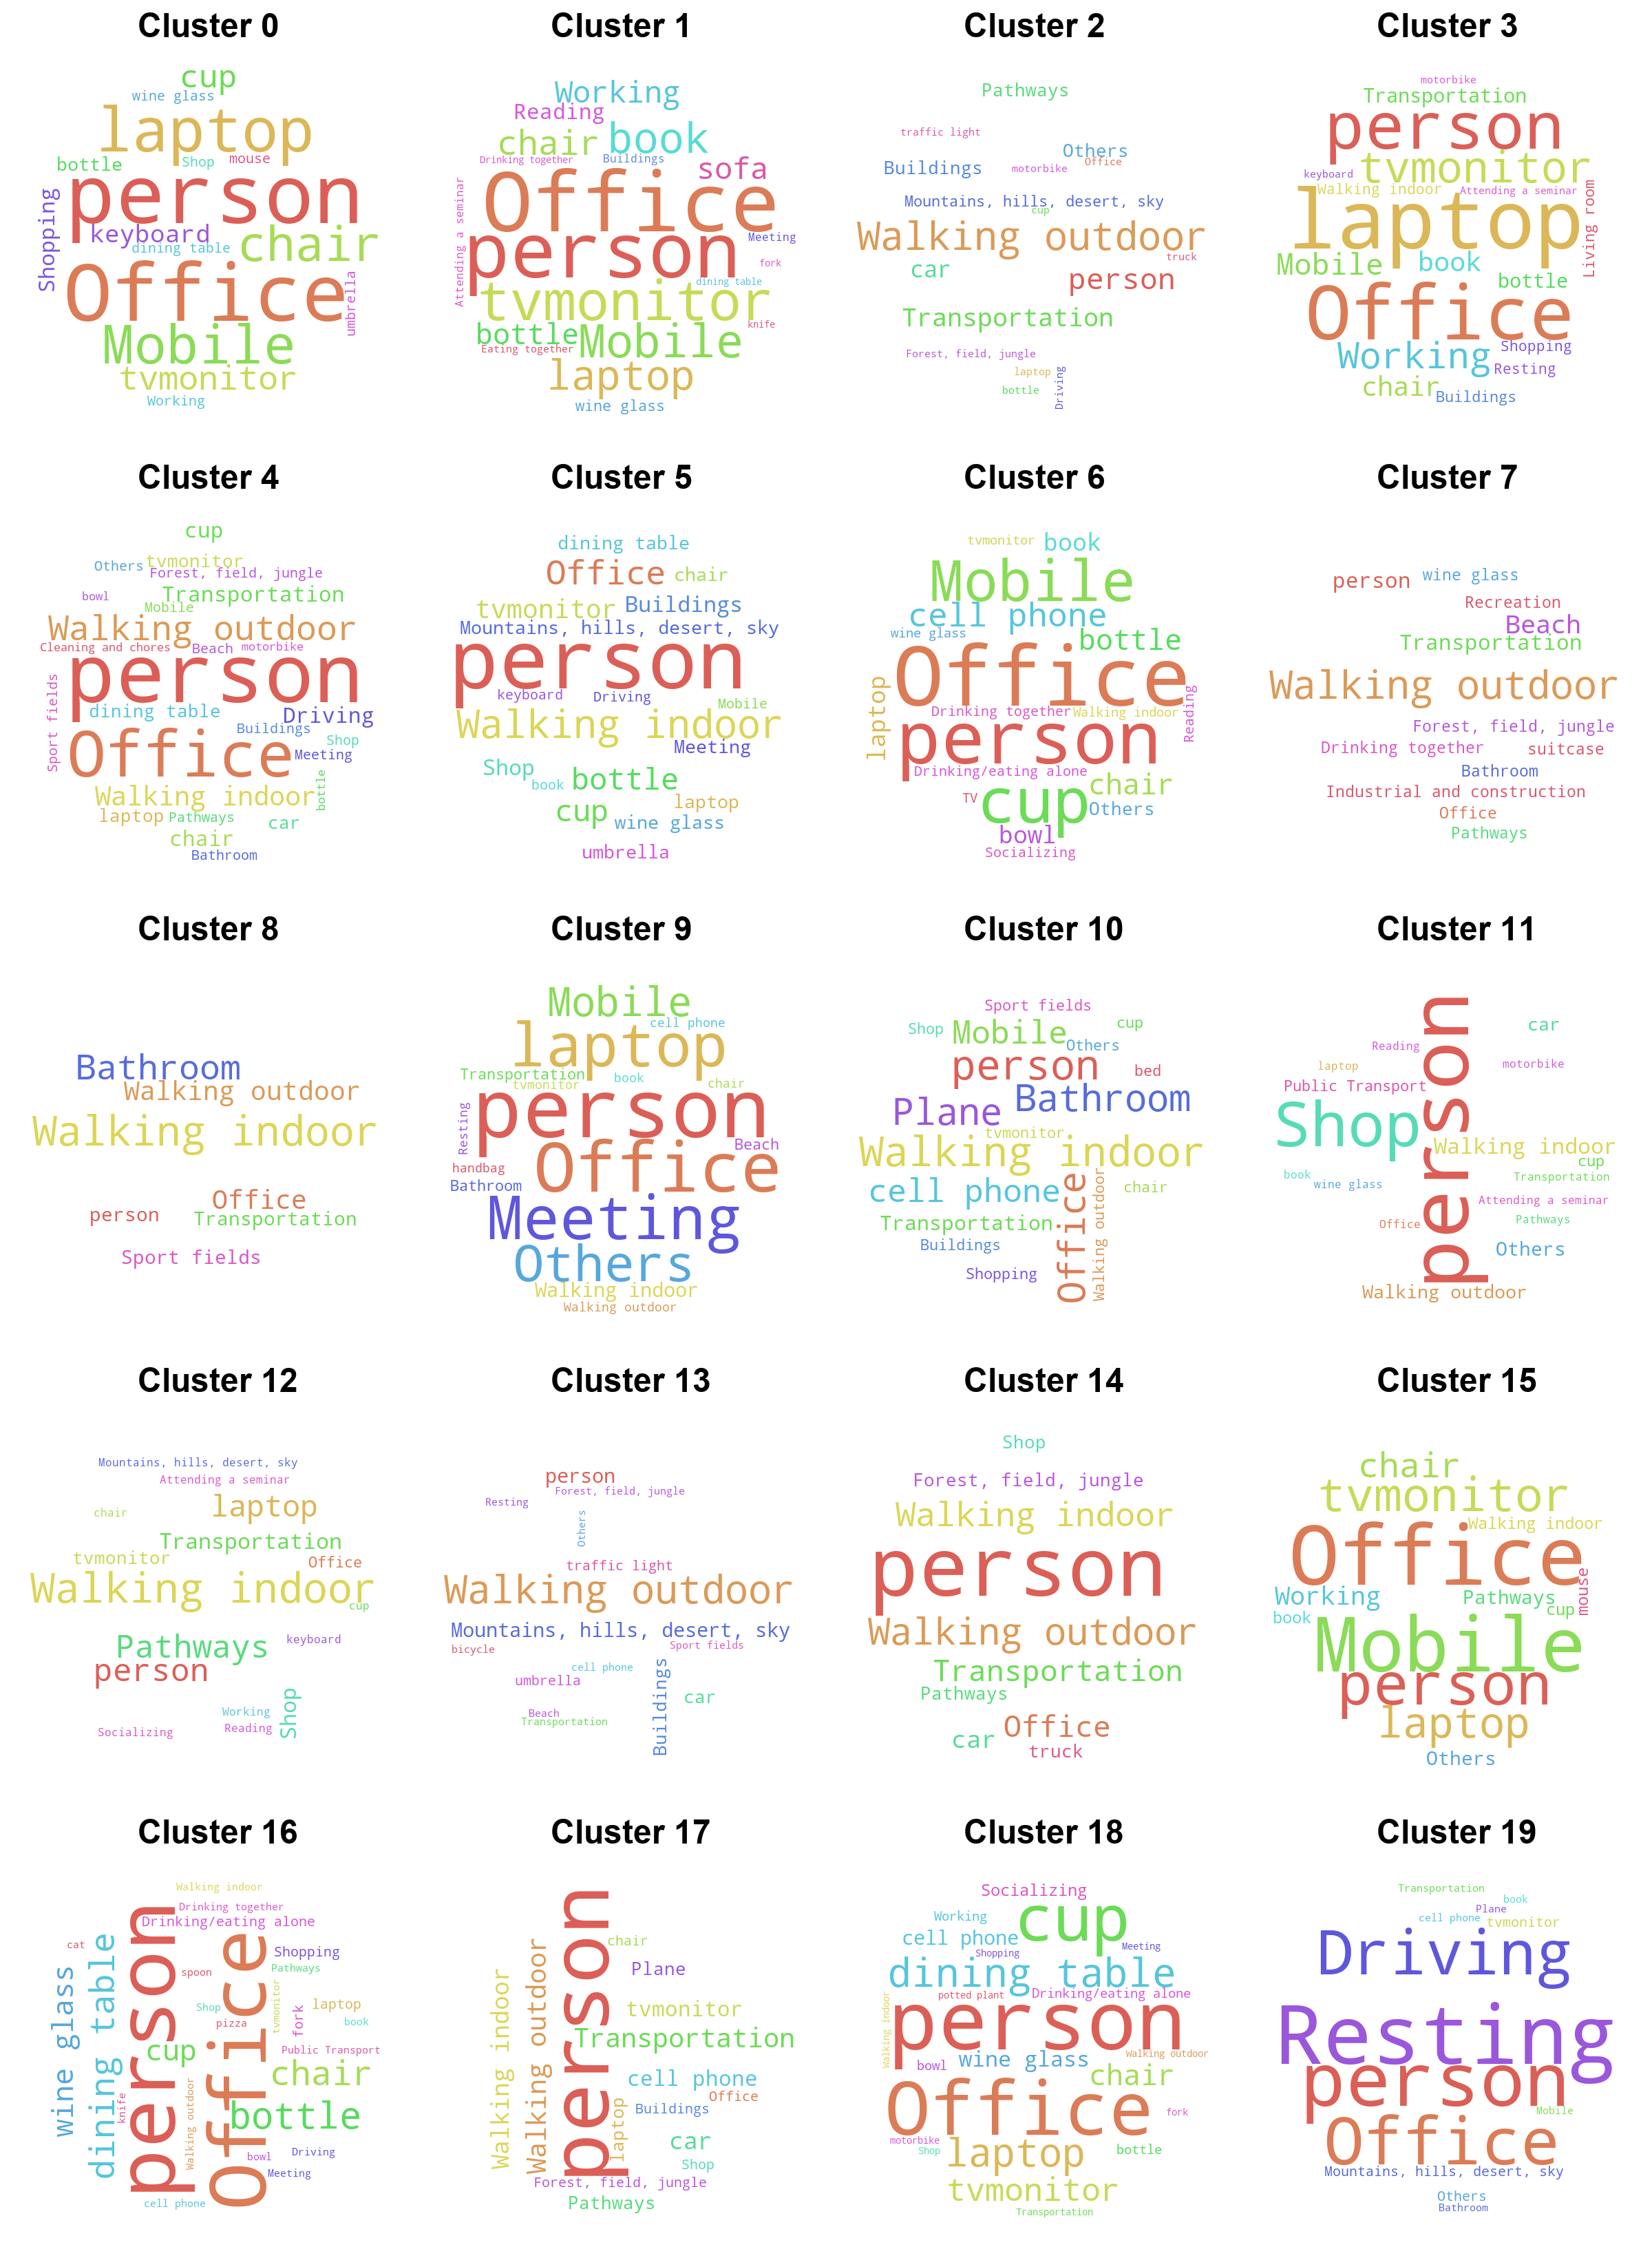 Cluster 0
cup
wine glass
laptop
bottle
Shop
mouse
person
Shopping
keyboard
dining table
chair
Office
umbrella
Mobile
tvmonitor
Working
Cluster 1
Working
Reading
chair
book
Drinking together
Buildings
sofa
Attending a seminar
Office
person
Meeting
fork
dining table
tvmonitor
knife
bottle
Mobile
Eating together
laptop
wine glass
Cluster 2
Pathways
traffic light
Others
Office
Buildings
motorbike
Mountains, hills, desert, sky
cup
Walking outdoor
truck
car
person
Transportation
Forest, field, jungle
laptop
Driving
bottle
Cluster 3
motorbike
Transportation
person
tvmonitor
keyboard
Walking indoor
Attending a seminar
laptop
Living room
Mobile
book
bottle
Office
Working
Shopping
Resting
chair
Buildings
Cluster 4
cup
Others
tvmonitor
Forest, field, jungle
bowl
Transportation
Mobile
Walking outdoor
Cleaning and chores
Beach
motorbike
person
Sport fields
dining table
Driving
Buildings
Office
Shop
Meeting
bottle
Walking indoor
laptop
Pathways
car
chair
Bathroom
Cluster 5
dining table
Office
chair
tvmonitor
Buildings
Mountains, hills, desert, sky
person
keyboard
Driving
Mobile
Walking indoor
Meeting
Shop
book
bottle
cup
laptop
wine glass
umbrella
Cluster 6
tvmonitor
book
Mobile
cell phone
wine glass
bottle
Office
laptop
Drinking together
Walking indoor
Reading
person
Drinking/eating alone
TV
cup
chair
Others
bowl
Socializing
Cluster 7
person
wine glass
Recreation
Beach
Transportation
Walking outdoor
Forest, field, jungle
Drinking together
suitcase
Bathroom
Industrial and construction
Office
Pathways
Cluster 8
Bathroom
Walking outdoor
Walking indoor
Office
person
Transportation
Sport fields
Cluster 9
Mobile
cell phone
laptop
Transportation
tvmonitor
book
chair
person
Resting
Beach
handbag
Office
Bathroom
Meeting
Others
Walking indoor
Walking outdoor
Cluster 10
Sport fields
Shop
Mobile
cup
Others
person
bed
Plane
Bathroom
tvmonitor
Walking indoor
cell phone
Office
Walking outdoor
chair
Transportation
Buildings
Shopping
Cluster 11
person
car
Reading
laptop
motorbike
Public Transport
Shop
Walking indoor
cup
book
wine glass
Transportation
Attending a seminar
Office
Pathways
Others
Walking outdoor
Cluster 12
Mountains, hills, desert, sky
Attending a seminar
laptop
chair
Transportation
tvmonitor
Office
Walking indoor
cup
Pathways
keyboard
person
Shop
Working
Reading
Socializing
Cluster 13
person
Forest, field, jungle
Resting
Others
traffic light
Walking outdoor
Mountains, hills, desert, sky
bicycle
Sport fields
cell phone
umbrella
Buildings
car
Beach
Transportation
Cluster 14
Shop
Forest, field, jungle
Walking indoor
person
Walking outdoor
Transportation
Pathways
Office
car
truck
Cluster 15
chair
tvmonitor
Walking indoor
Office
mouse
Working
Pathways
book
cup
Mobile
person
laptop
Others
Cluster 16
Walking indoor
Drinking together
Drinking/eating alone
person
Office
dining table
wine glass
cat
Shopping
spoon
Pathways
tvmonitor
Shop
fork
laptop
pizza
book
cup
Public Transport
chair
knife
Walking outdoor
bottle
bowl
Driving
Meeting
cell phone
Cluster 17
person
chair
Walking indoor
Walking outdoor
Plane
tvmonitor
Transportation
cell phone
laptop
Office
Buildings
car
Shop
Forest, field, jungle
Pathways
Cluster 18
Socializing
cup
Working
cell phone
Shopping
Meeting
dining table
potted plant
Drinking/eating alone
Walking indoor
person
Walking outdoor
bowl
wine glass
chair
Office
fork
motorbike
Shop
laptop
bottle
tvmonitor
Transportation
Cluster 19
Transportation
book
Plane
cell phone
tvmonitor
Driving
Resting
person
Mobile
Office
Mountains, hills, desert, sky
Others
Bathroom